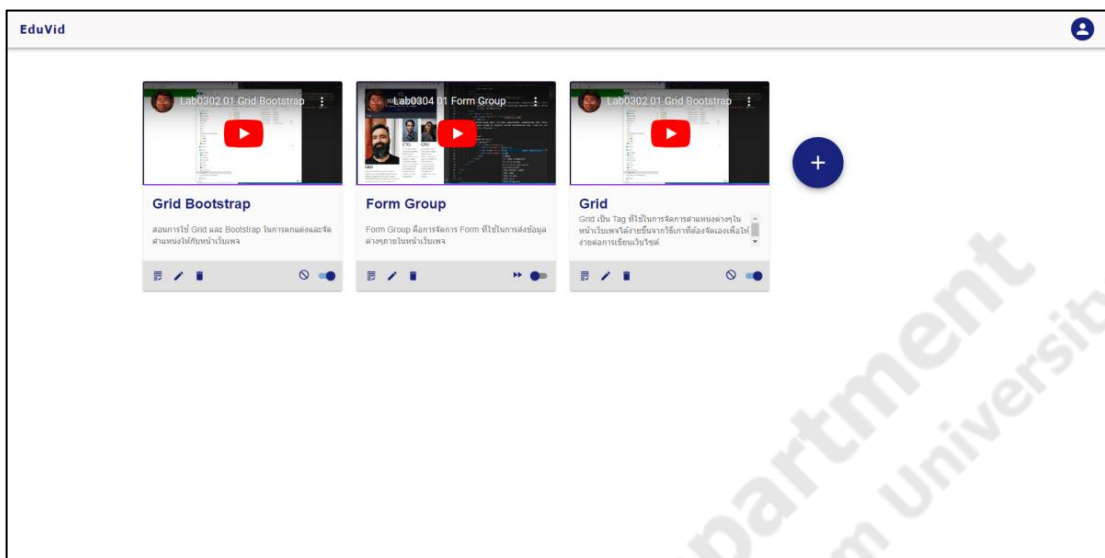 EduVid
Lab0302 01 Grid Bootstrap
Lab0304 01 Form Group
Lab0302 01 Grid Bootstrap
Grid Bootstrap
สอนการใช้ Grid และ Bootstrap ในการตกแต่งและจัด
ตำแหน่งให้กับหน้าเว็บเพจ
Form Group
Form Group คือการจัดการ Form ที่ใช้ในการส่งข้อมูล
ต่างๆภายในหน้าเว็บเพจ
Grid
Grid เป็น Tag ที่ใช้ในการจัดการตำแหน่งต่างๆใน
หน้าเว็บเพจได้ง่ายขึ้นจากวิธีเก่าที่ต้องจัดเองเพื่อให้
ง่ายต่อการเขียนเว็บไซต์